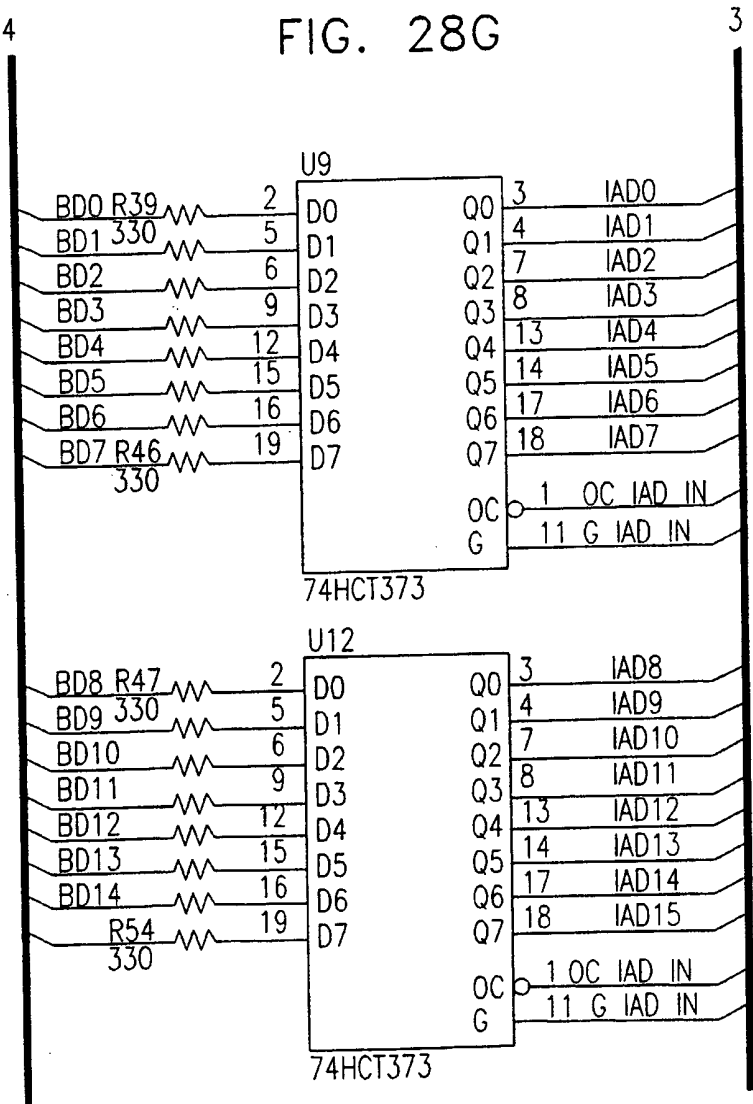 4
FIG. 28G
3
U9
BD0 R39 2 D0 Q0 3 IAD0
330
BD1 5 D1 Q1 4 IAD1
BD2 6 D2 Q2 7 IAD2
BD3 9 D3 Q3 8 IAD3
BD4 12 D4 Q4 13 IAD4
BD5 15 D5 Q5 14 IAD5
BD6 16 D6 Q6 17 IAD6
BD7 R46 19 D7 Q7 18 IAD7
330
OC 1 OC IAD IN
G 11 G IAD IN
74HCT373
U12
BD8 R47 2 D0 Q0 3 IAD8
330
BD9 5 D1 Q1 4 IAD9
BD10 6 D2 Q2 7 IAD10
BD11 9 D3 Q3 8 IAD11
BD12 12 D4 Q4 13 IAD12
BD13 15 D5 Q5 14 IAD13
BD14 16 D6 Q6 17 IAD14
R54 19 D7 Q7 18 IAD15
330
OC 1 OC IAD IN
G 11 G IAD IN
74HCT373